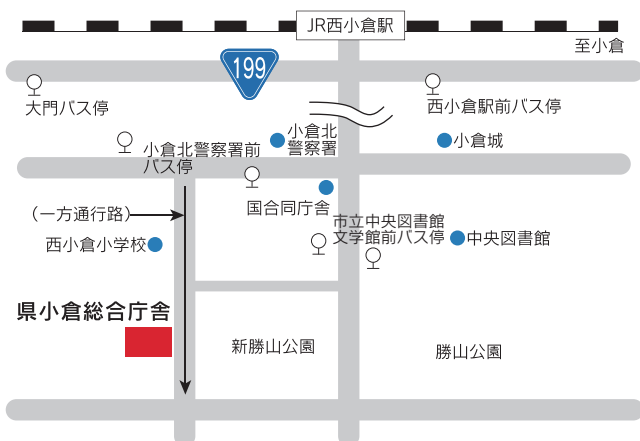 JR西小倉駅
至小倉
199
大門バス停
西小倉駅前バス停
小倉北
警察署
小倉城
小倉北警察署前
バス停
国合同庁舎
(一方通行路)
市立中央図書館
文学館前バス停
西小倉小学校
中央図書館
県小倉総合庁舎
新勝山公園
勝山公園